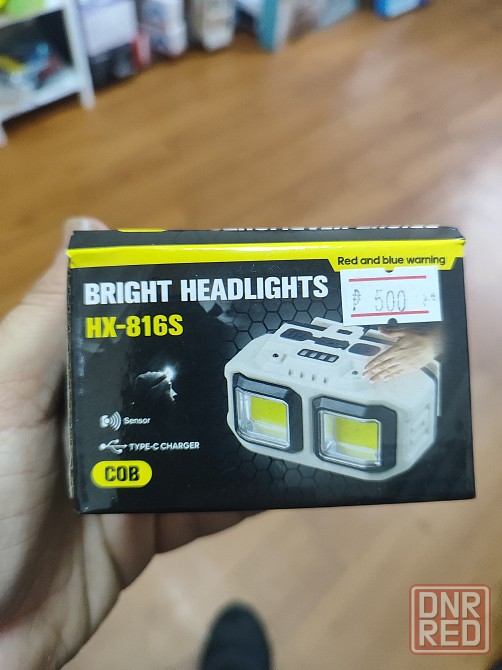 Red and blue warning
BRIGHT HEADLIGHTS
₽ 500
HX-816S
Sensor
TYPE-C CHARGER
COB
DNR
RED